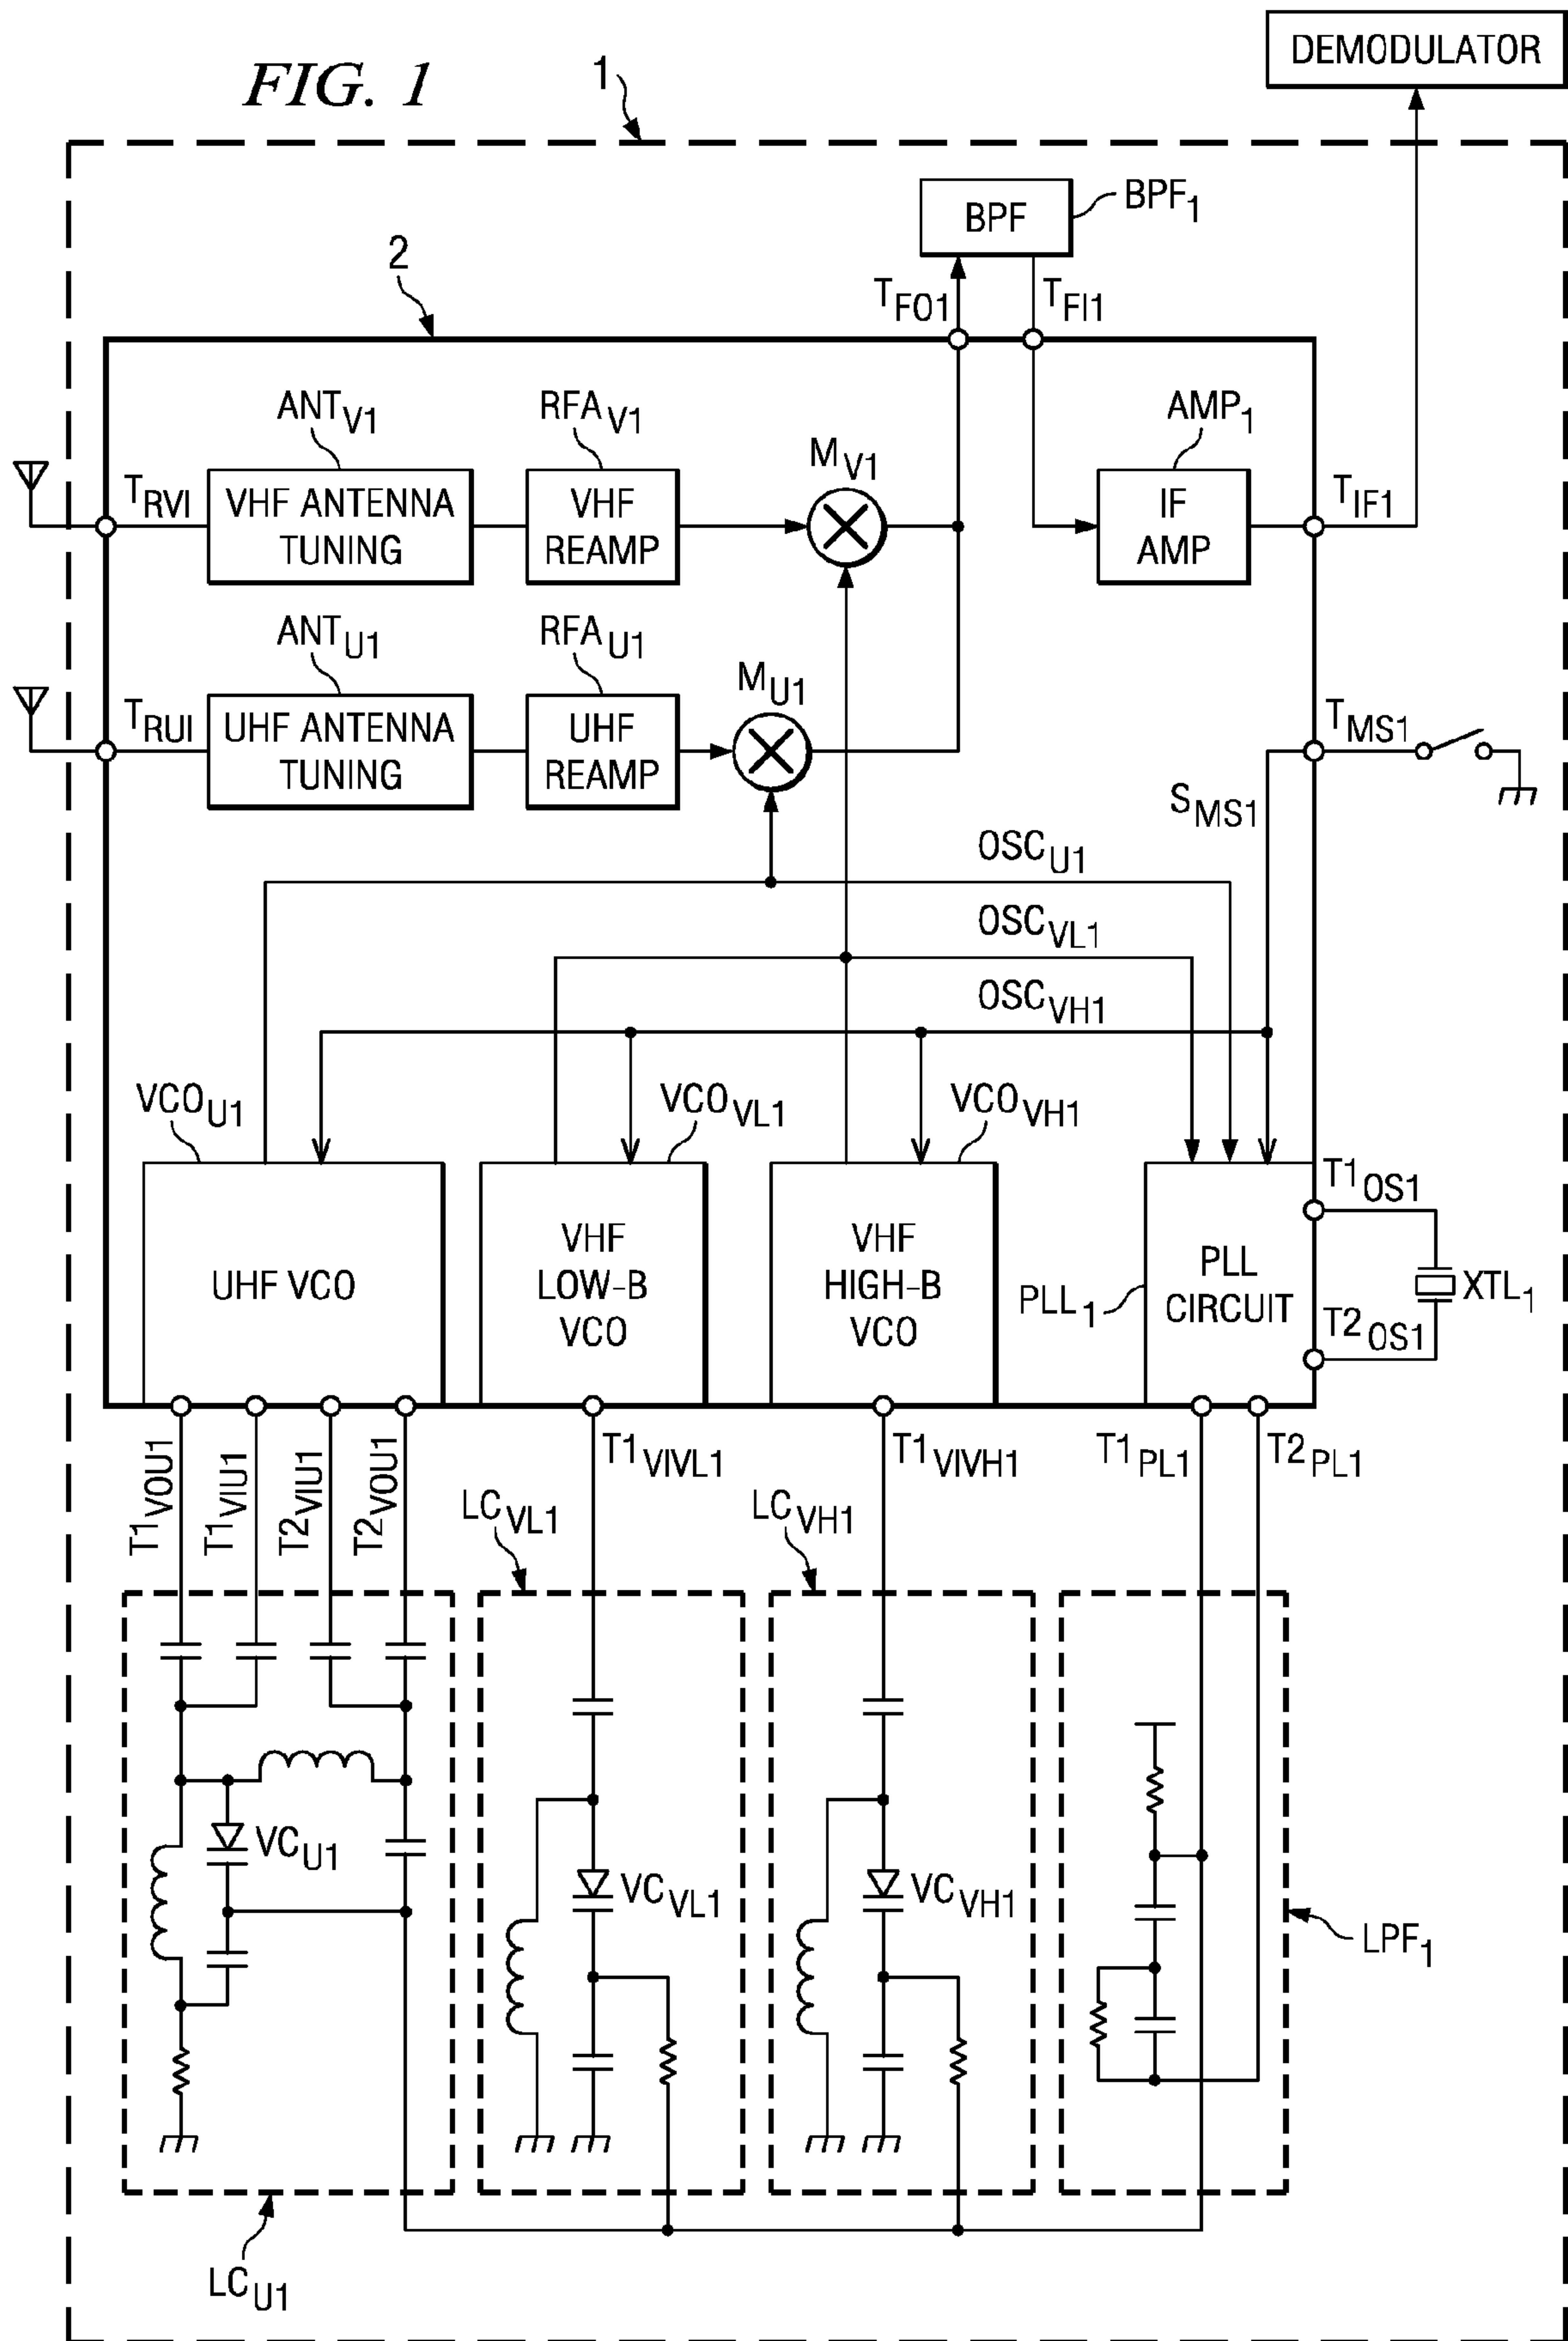 DEMODULATOR
FIG. 1
1
BPF
BPF1
2
TFO1
TFI1
ANTV1
RFAV1
MV1
AMP1
TRVI
VHF ANTENNA
TUNING
VHF
REAMP
IF
AMP
TIF1
ANTU1
RFAU1
MU1
TRUI
UHF ANTENNA
TUNING
UHF
REAMP
TMS1
SMS1
OSCU1
OSCVL1
OSCVH1
VCOU1
VCOVL1
VCOVH1
UHF VCO
VHF
LOW-B
VCO
VHF
HIGH-B
VCO
PLL1
PLL
CIRCUIT
T1OS1
XTL1
T2OS1
T1VOU1
T1VIU1
T2VIU1
T2VOU1
T1VIVL1
T1VIVH1
T1PL1
T2PL1
LCVL1
LCVH1
VCU1
VCVL1
VCVH1
LPF1
LCU1